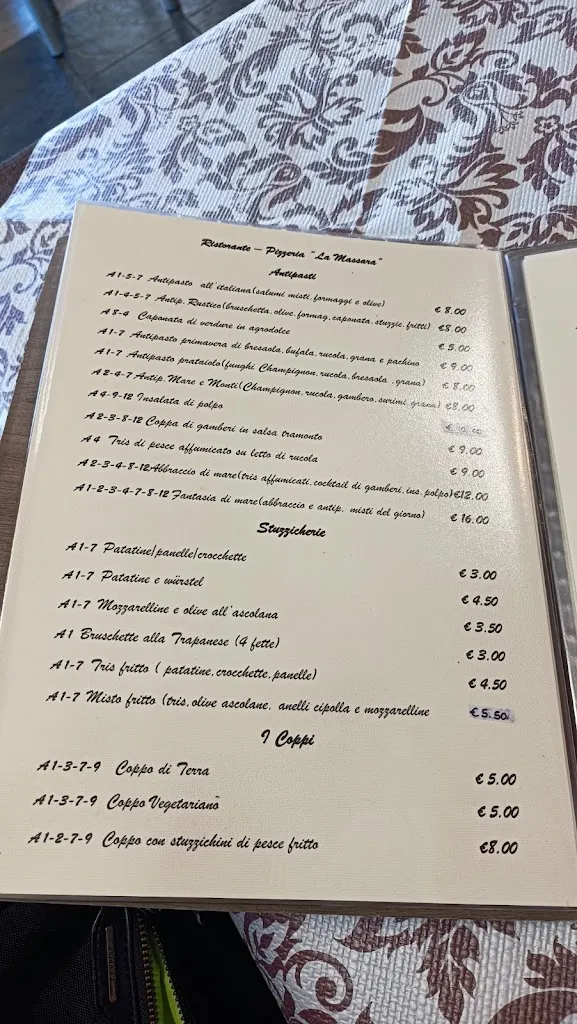 Ristorante – Pizzeria "La Massara"
Antipasti
A1-5-7 Antipasto all'italiana(salumi misti,formaggi e olive) € 8.00
A1-4-5-7 Antip. Rustico(bruschetta,olive,formag,caponata,stuzzic.fritti) €8.00
A8-4 Caponata di verdure in agrodolce € 5.00
A1-7 Antipasto primavera di bresaola,bufala,rucola,grana e pachino € 9.00
A1-7 Antipasto prataiolo(funghi Champignon,rucola,bresaola ,grana) € 8.00
A2-4-7 Antip. Mare e Monti(Champignon,rucola,gambero,surimi,grana) €8.00
A4-9-12 Insalata di polpo
A2-3-8-12 Coppa di gamberi in salsa tramonto € 9.00
A4 Tris di pesce affumicato su letto di rucola € 9.00
A2-3-4-8-12Abbraccio di mare(tris affumicati,cocktail di gamberi,ins. polpo)€12.00
A1-2-3-4-7-8-12 Fantasia di mare(abbraccio e antip. misti del giorno) € 16.00
Stuzzicherie
A1-7 Patatine/panelle/crocchette € 3.00
A1-7 Patatine e würstel € 4.50
A1-7 Mozzarelline e olive all'ascolana € 3.50
A1 Bruschette alla Trapanese (4 fette) € 3.00
A1-7 Tris fritto ( patatine,crocchette,panelle) € 4.50
A1-7 Misto fritto (tris,olive ascolane, anelli cipolla e mozzarelline € 5.50
I Coppi
A1-3-7-9 Coppo di Terra € 5.00
A1-3-7-9 Coppo Vegetariano € 5.00
A1-2-7-9 Coppo con stuzzichini di pesce fritto €8.00